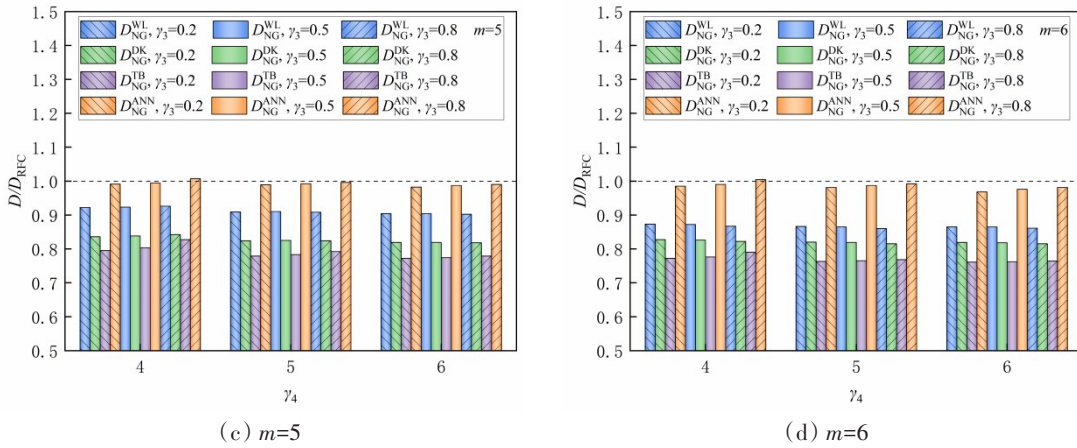 1.5
1.4
1.3
1.2
1.1
1.0
0.9
0.8
0.7
0.6
0.5
D/D_RFC
D_NG^WL, γ₃=0.2 D_NG^WL, γ₃=0.5 D_NG^WL, γ₃=0.8 m=5
D_NG^DK, γ₃=0.2 D_NG^DK, γ₃=0.5 D_NG^DK, γ₃=0.8
D_NG^TB, γ₃=0.2 D_NG^TB, γ₃=0.5 D_NG^TB, γ₃=0.8
D_NG^ANN, γ₃=0.2 D_NG^ANN, γ₃=0.5 D_NG^ANN, γ₃=0.8
4 5 6
γ₄
(c) m=5
1.5
1.4
1.3
1.2
1.1
1.0
0.9
0.8
0.7
0.6
0.5
D/D_RFC
D_NG^WL, γ₃=0.2 D_NG^WL, γ₃=0.5 D_NG^WL, γ₃=0.8 m=6
D_NG^DK, γ₃=0.2 D_NG^DK, γ₃=0.5 D_NG^DK, γ₃=0.8
D_NG^TB, γ₃=0.2 D_NG^TB, γ₃=0.5 D_NG^TB, γ₃=0.8
D_NG^ANN, γ₃=0.2 D_NG^ANN, γ₃=0.5 D_NG^ANN, γ₃=0.8
4 5 6
γ₄
(d) m=6